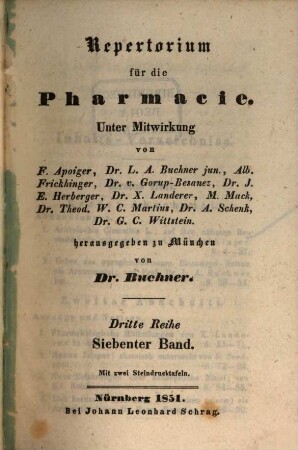 Repertorium
für die
Pharmacie.
Unter Mitwirkung
von
F. Apoiger, Dr. L. A. Buchner jun., Alb.
Frickhinger, Dr. v. Gorup-Besanez, Dr. J.
E. Herberger, Dr. X. Landerer, M. Mach,
Dr. Theod. W. C. Martius, Dr. A. Schenk,
Dr. G. C. Wittstein.
herausgegeben zu München
von
Dr. Buchner.
Dritte Reihe
Siebenter Band.
Mit zwei Steindrucktafeln.
Nürnberg 1851.
Bei Johann Leonhard Schrag.